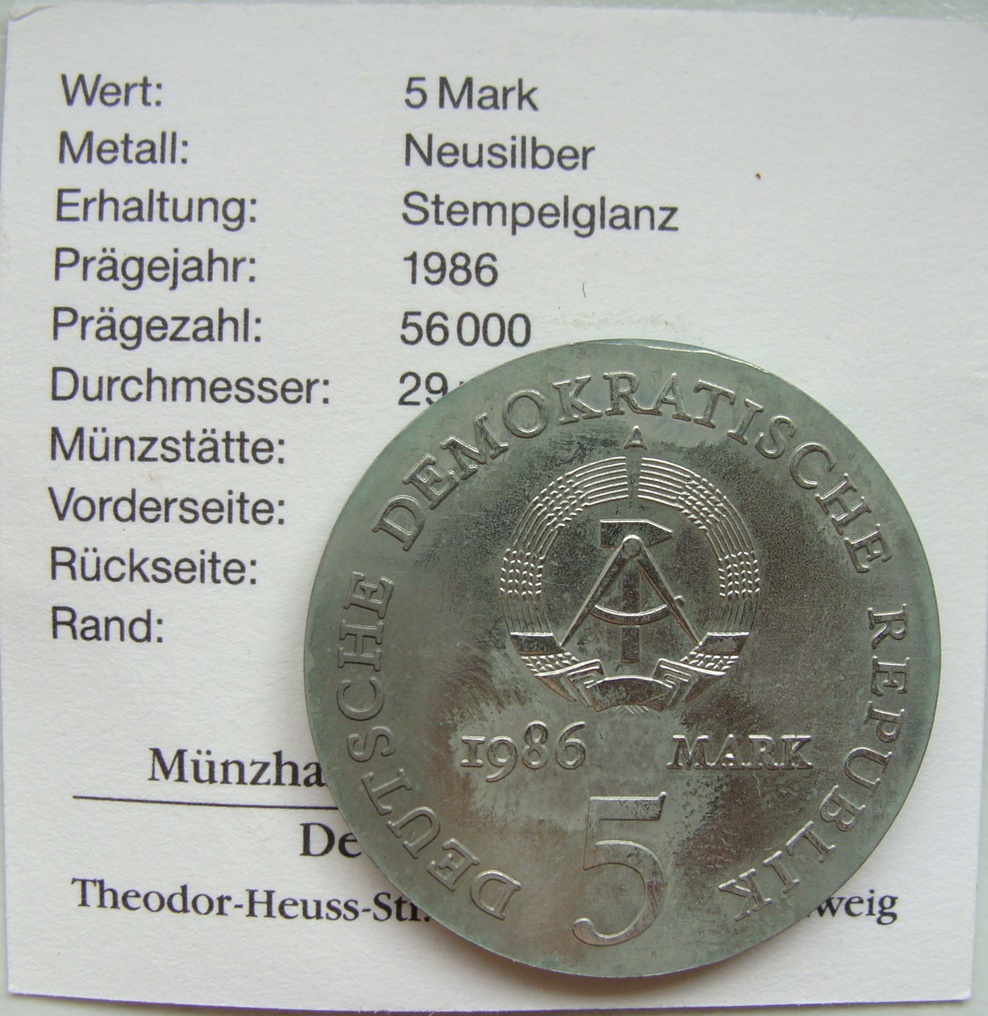 Wert: 5 Mark
Metall: Neusilber
Erhaltung: Stempelglanz
Prägejahr: 1986
Prägezahl: 56 000
Durchmesser: 29
Münzstätte:
Vorderseite:
Rückseite:
Rand:
Münzha
De
Theodor-Heuss-Str. weig
DEUTSCHE DEMOKRATISCHE REPUBLIK
A
1986 MARK
5